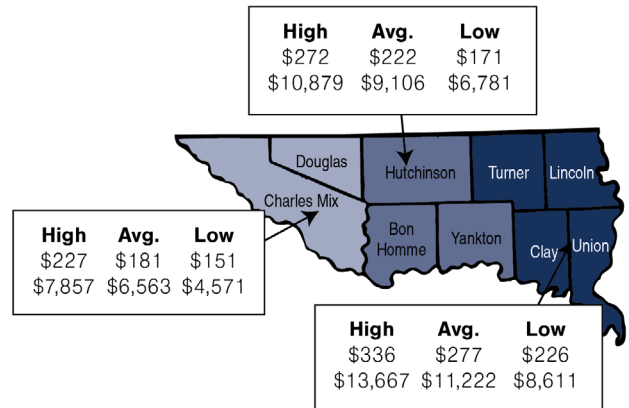 High Avg. Low
$272 $222 $171
$10,879 $9,106 $6,781
Douglas
Hutchinson
Turner
Lincoln
Charles Mix
Bon
Homme
Yankton
Clay
Union
High Avg. Low
$227 $181 $151
$7,857 $6,563 $4,571
High Avg. Low
$336 $277 $226
$13,667 $11,222 $8,611